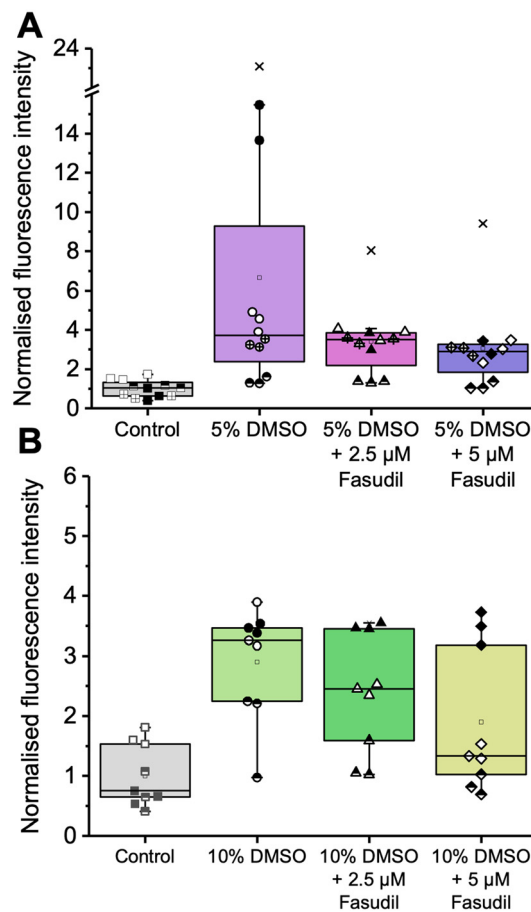 A
Normalised fluorescence intensity
24
14
12
10
8
6
4
2
0
Control
5% DMSO
5% DMSO
+ 2.5 µM
Fasudil
5% DMSO
+ 5 µM
Fasudil
B
Normalised fluorescence intensity
6
5
4
3
2
1
0
Control
10% DMSO
10% DMSO
+ 2.5 µM
Fasudil
10% DMSO
+ 5 µM
Fasudil